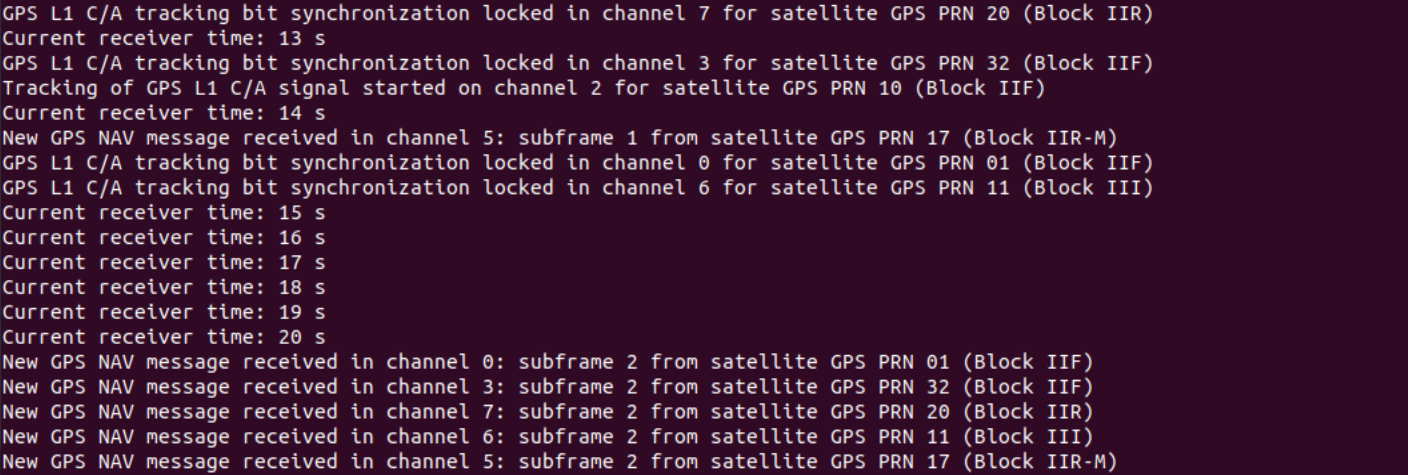 GPS L1 C/A tracking bit synchronization locked in channel 7 for satellite GPS PRN 20 (Block IIR)
Current receiver time: 13 s
GPS L1 C/A tracking bit synchronization locked in channel 3 for satellite GPS PRN 32 (Block IIF)
Tracking of GPS L1 C/A signal started on channel 2 for satellite GPS PRN 10 (Block IIF)
Current receiver time: 14 s
New GPS NAV message received in channel 5: subframe 1 from satellite GPS PRN 17 (Block IIR-M)
GPS L1 C/A tracking bit synchronization locked in channel 0 for satellite GPS PRN 01 (Block IIF)
GPS L1 C/A tracking bit synchronization locked in channel 6 for satellite GPS PRN 11 (Block III)
Current receiver time: 15 s
Current receiver time: 16 s
Current receiver time: 17 s
Current receiver time: 18 s
Current receiver time: 19 s
Current receiver time: 20 s
New GPS NAV message received in channel 0: subframe 2 from satellite GPS PRN 01 (Block IIF)
New GPS NAV message received in channel 3: subframe 2 from satellite GPS PRN 32 (Block IIF)
New GPS NAV message received in channel 7: subframe 2 from satellite GPS PRN 20 (Block IIR)
New GPS NAV message received in channel 6: subframe 2 from satellite GPS PRN 11 (Block III)
New GPS NAV message received in channel 5: subframe 2 from satellite GPS PRN 17 (Block IIR-M)